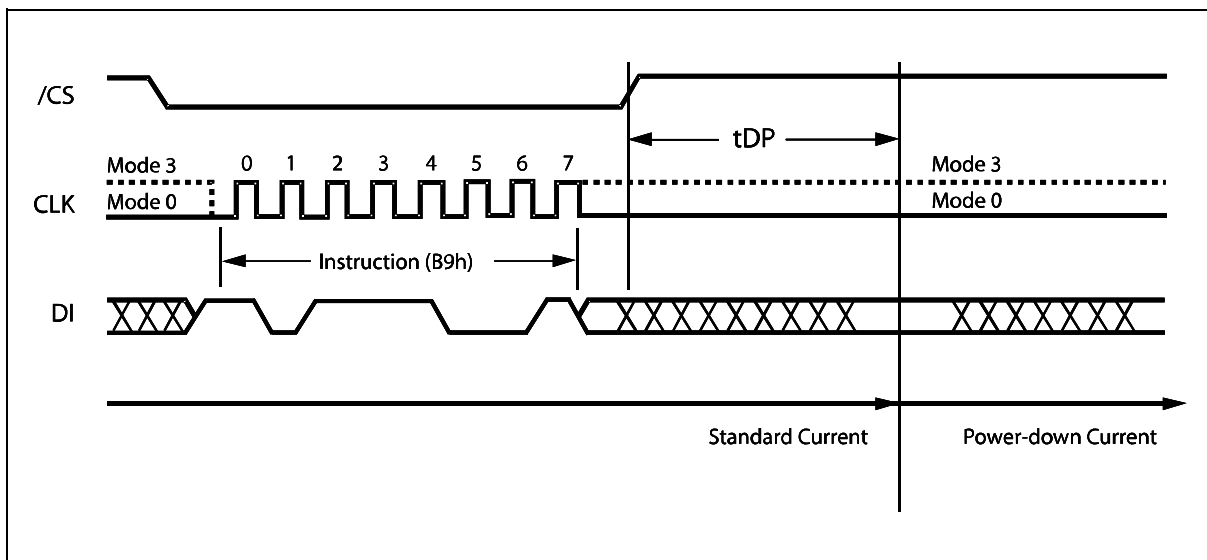 /CS
tDP
Mode 3 0 1 2 3 4 5 6 7 Mode 3
CLK Mode 0 Mode 0
Instruction (B9h)
DI
Standard Current Power-down Current